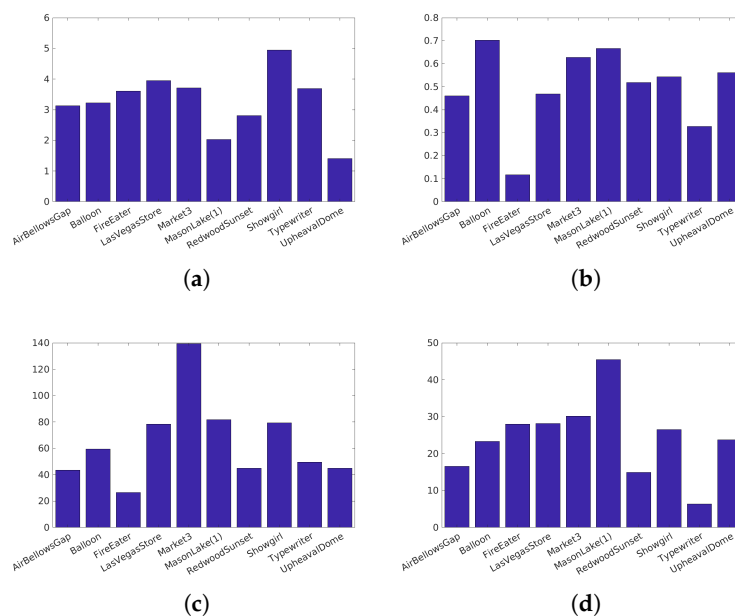 6
5
4
3
2
1
0
AirBellowsGap
Balloon
FireEater
LasVegasStore
Market3
MasonLake(1)
RedwoodSunset
Showgirl
Typewriter
UpheavalDome
(a)
0.8
0.7
0.6
0.5
0.4
0.3
0.2
0.1
0
AirBellowsGap
Balloon
FireEater
LasVegasStore
Market3
MasonLake(1)
RedwoodSunset
Showgirl
Typewriter
UpheavalDome
(b)
140
120
100
80
60
40
20
0
AirBellowsGap
Balloon
FireEater
LasVegasStore
Market3
MasonLake(1)
RedwoodSunset
Showgirl
Typewriter
UpheavalDome
(c)
50
40
30
20
10
0
AirBellowsGap
Balloon
FireEater
LasVegasStore
Market3
MasonLake(1)
RedwoodSunset
Showgirl
Typewriter
UpheavalDome
(d)